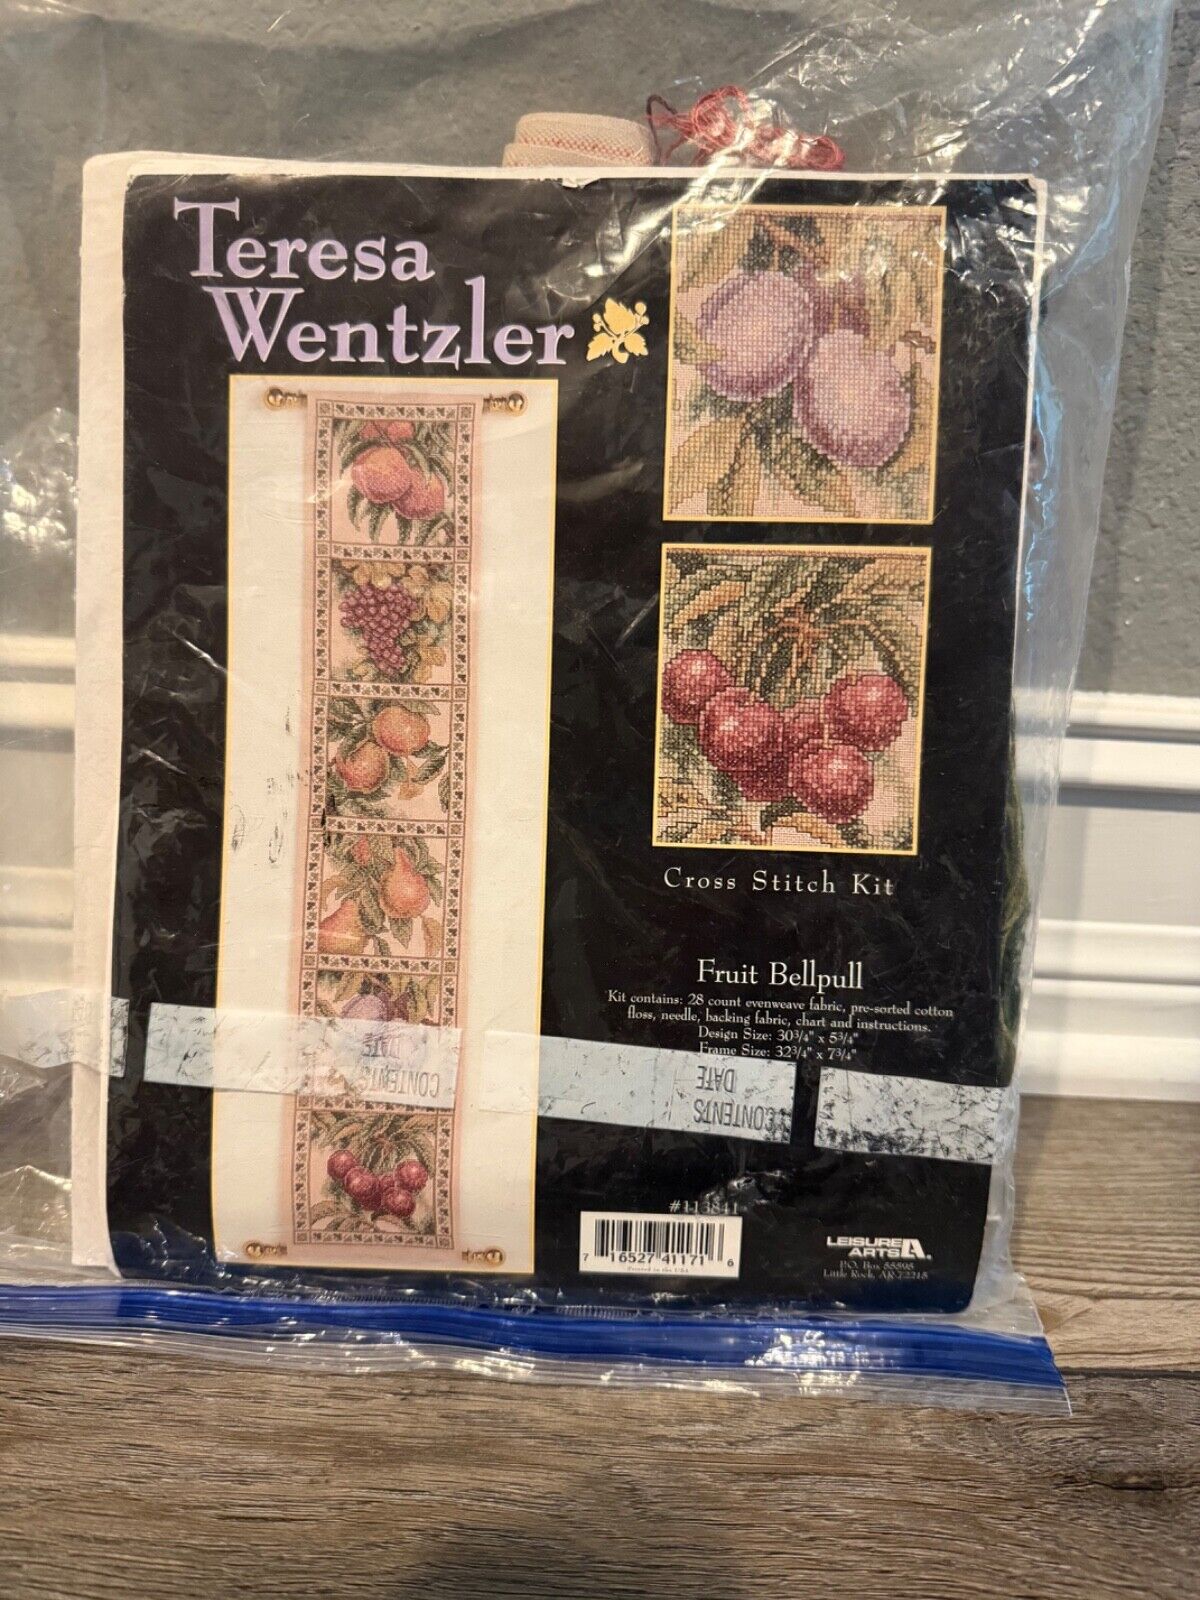 Teresa
Wentzler
Cross Stitch Kit
Fruit Bellpull
Kit contains: 28 count evenweave fabric, pre-sorted cotton
floss, needle, backing fabric, chart and instructions.
Design Size: 30¾" x 5¾"
Frame Size: 32¾" x 7¾"
CONTENTS
DATE
CONTENTS
DATE
#113841
7 16527 41171 6
Printed in the USA
LEISURE
ARTS
P.O. Box 55595
Little Rock, AR 72215